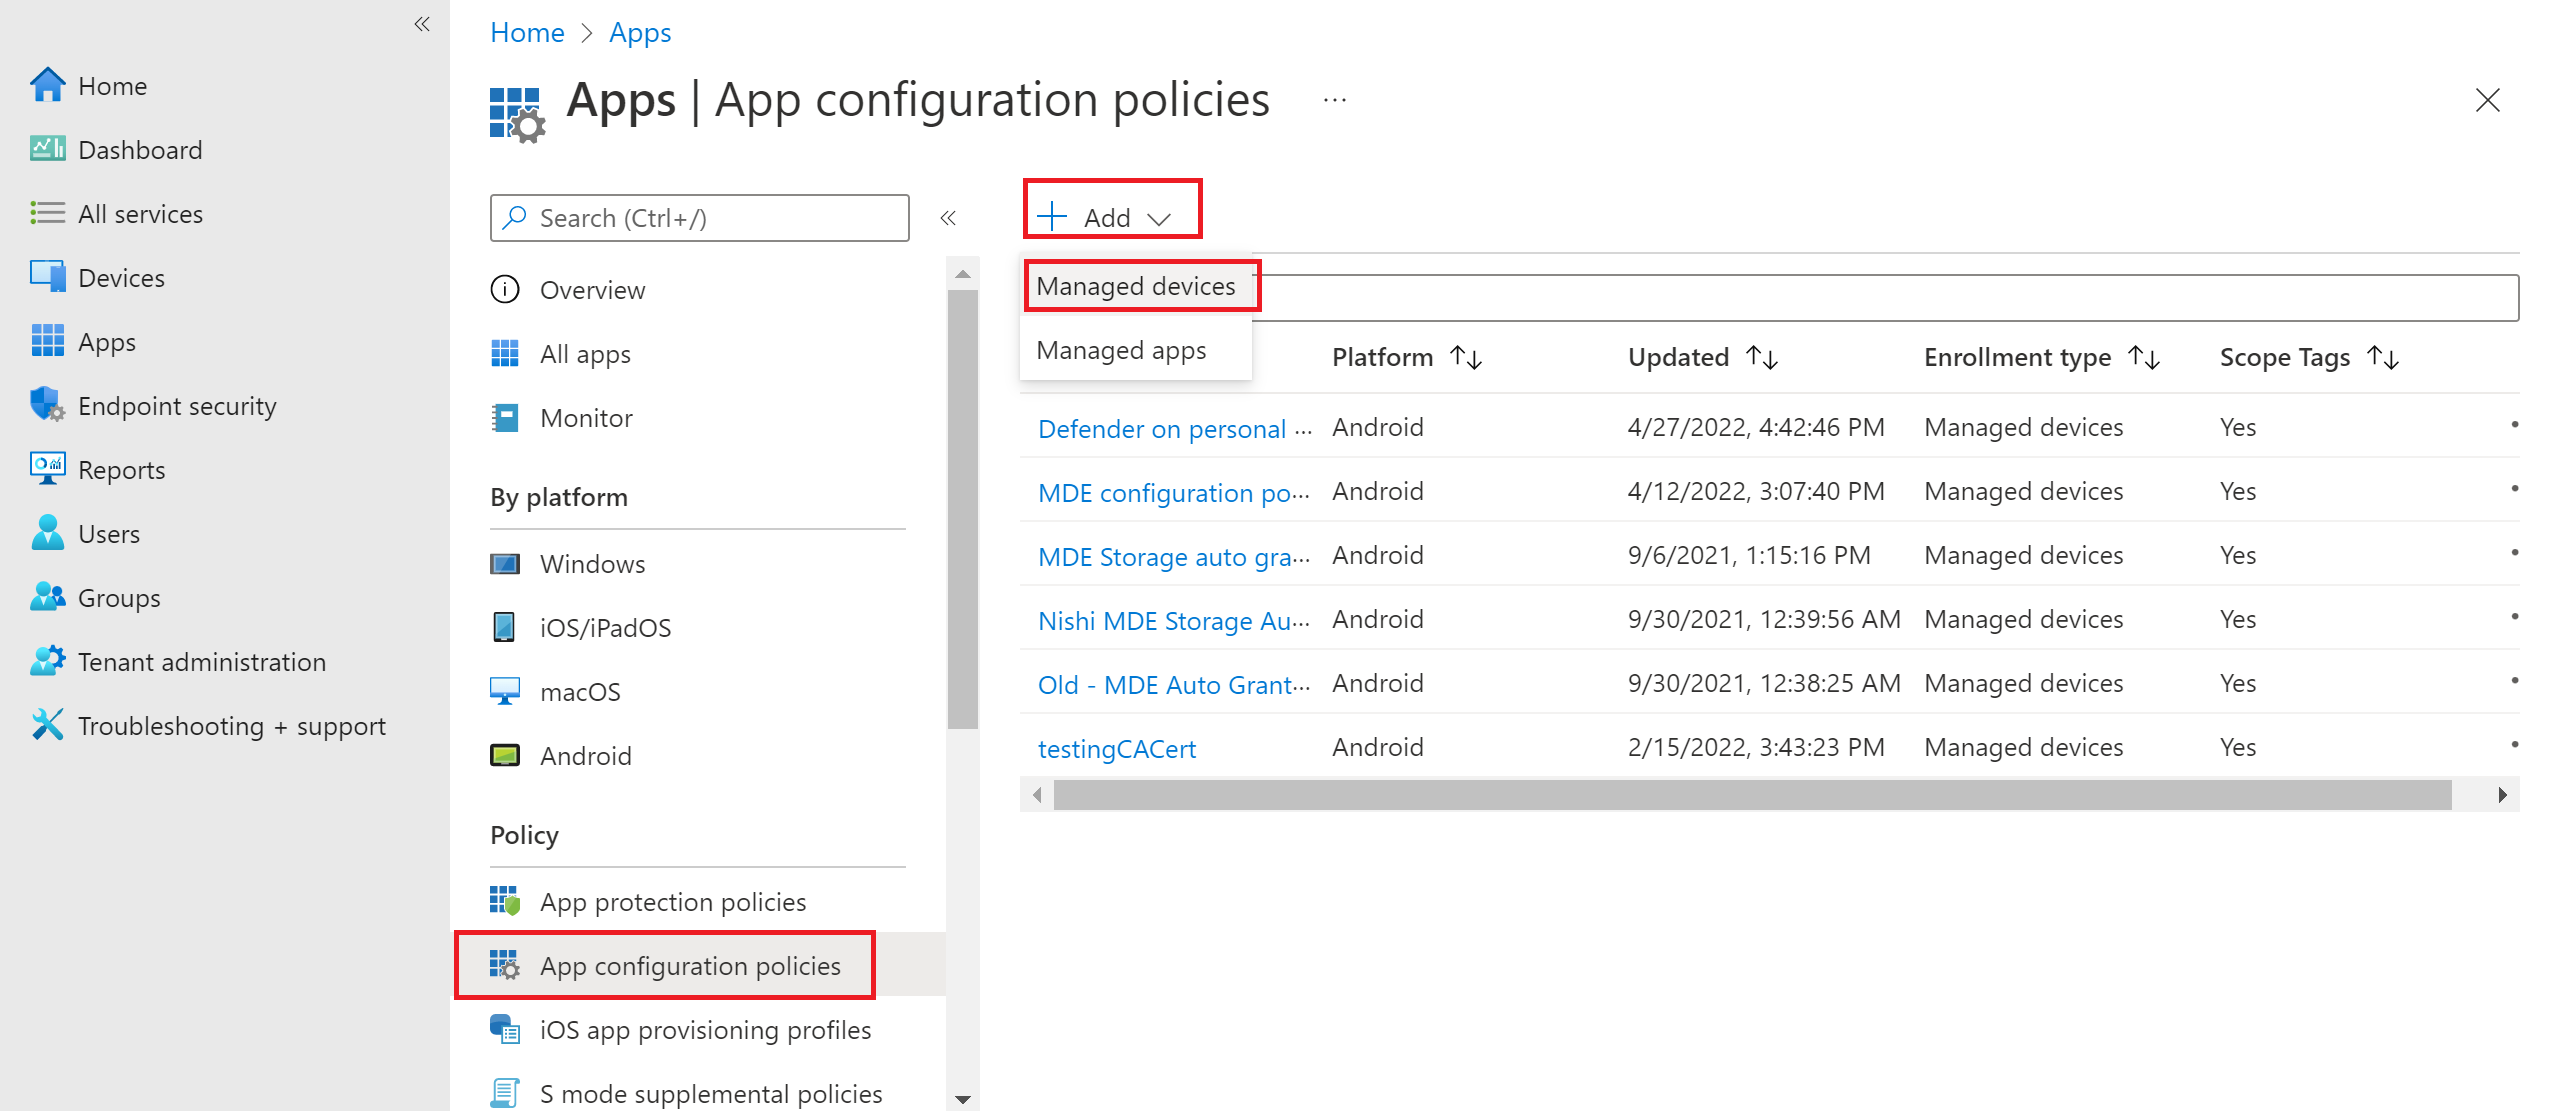 Home
Dashboard
All services
Devices
Apps
Endpoint security
Reports
Users
Groups
Tenant administration
Troubleshooting + support
Home > Apps
Apps | App configuration policies ···
Search (Ctrl+/)
Overview
All apps
Monitor
By platform
Windows
iOS/iPadOS
macOS
Android
Policy
App protection policies
App configuration policies
iOS app provisioning profiles
S mode supplemental policies
Add
Managed devices
Managed apps
Platform Updated Enrollment type Scope Tags
Defender on personal ··· Android 4/27/2022, 4:42:46 PM Managed devices Yes
MDE configuration po··· Android 4/12/2022, 3:07:40 PM Managed devices Yes
MDE Storage auto gra··· Android 9/6/2021, 1:15:16 PM Managed devices Yes
Nishi MDE Storage Au··· Android 9/30/2021, 12:39:56 AM Managed devices Yes
Old - MDE Auto Grant··· Android 9/30/2021, 12:38:25 AM Managed devices Yes
testingCACert Android 2/15/2022, 3:43:23 PM Managed devices Yes